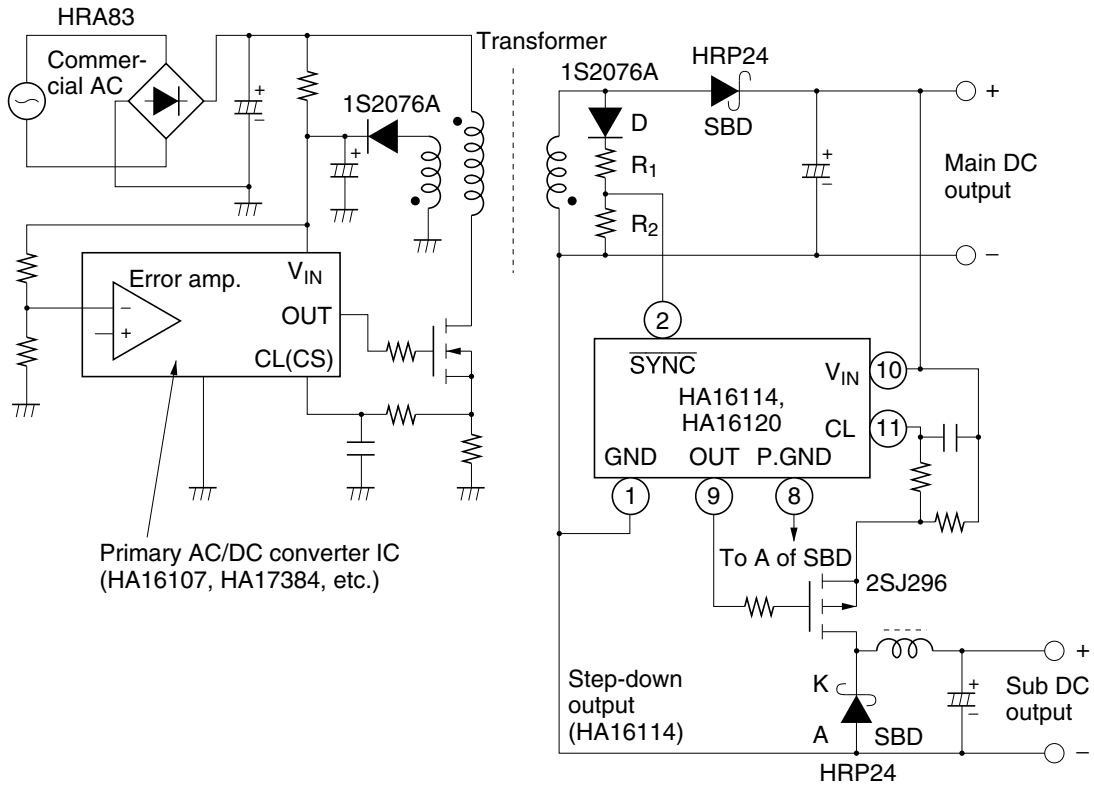 HRA83
Commer-
cial AC
+
−
1S2076A
+
Transformer
1S2076A
HRP24
SBD
D
R1
R2
+
−
+
Main DC
output
−
Error amp.
−
+
VIN
OUT
CL(CS)
2
SYNC
HA16114,
HA16120
VIN
10
CL
11
GND
OUT
P.GND
1
9
8
To A of SBD
2SJ296
Primary AC/DC converter IC
(HA16107, HA17384, etc.)
Step-down
output
(HA16114)
K
A
SBD
HRP24
+
−
+
Sub DC
output
−